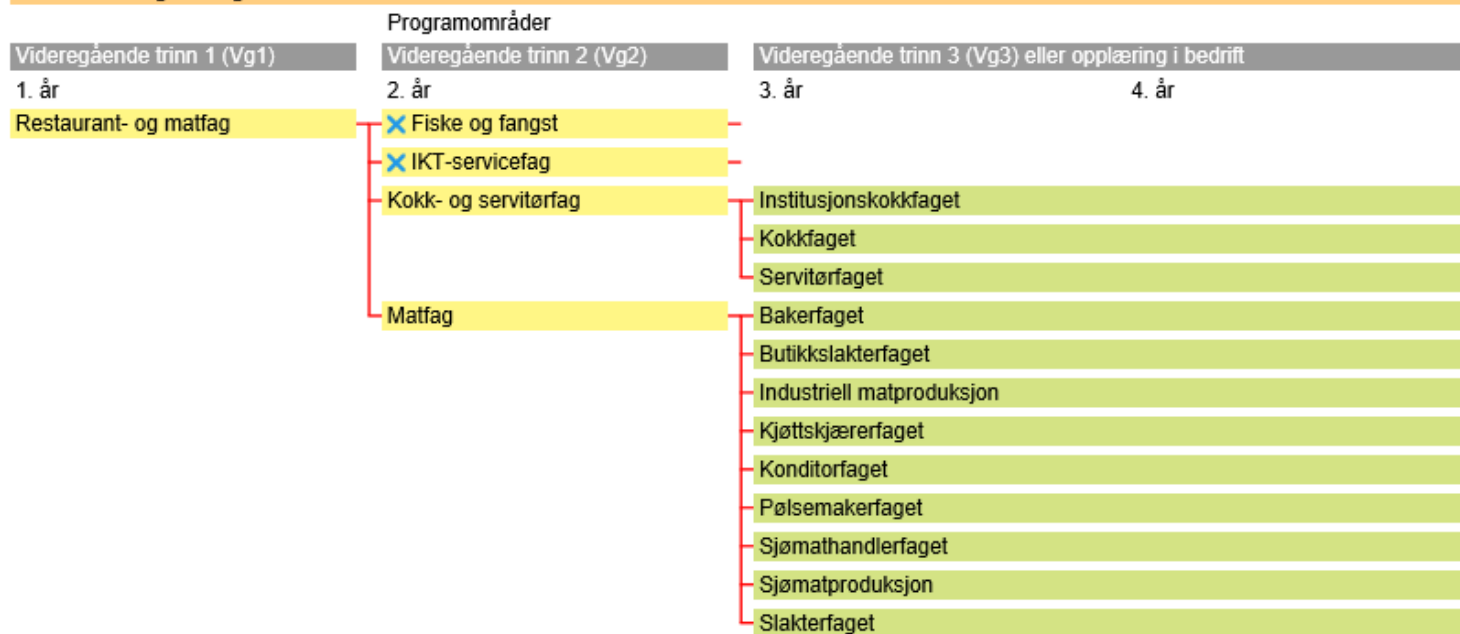 Programområder
Videregående trinn 1 (Vg1) Videregående trinn 2 (Vg2) Videregående trinn 3 (Vg3) eller opplæring i bedrift
1. år 2. år 3. år 4. år
Restaurant- og matfag Fiske og fangst
IKT-servicefag
Kokk- og servitørfag Institusjonskokkfaget
Kokkfaget
Servitørfaget
Matfag Bakerfaget
Butikkslakterfaget
Industriell matproduksjon
Kjøttskjærerfaget
Konditorfaget
Pølsemakerfaget
Sjømathandlerfaget
Sjømatproduksjon
Slakterfaget